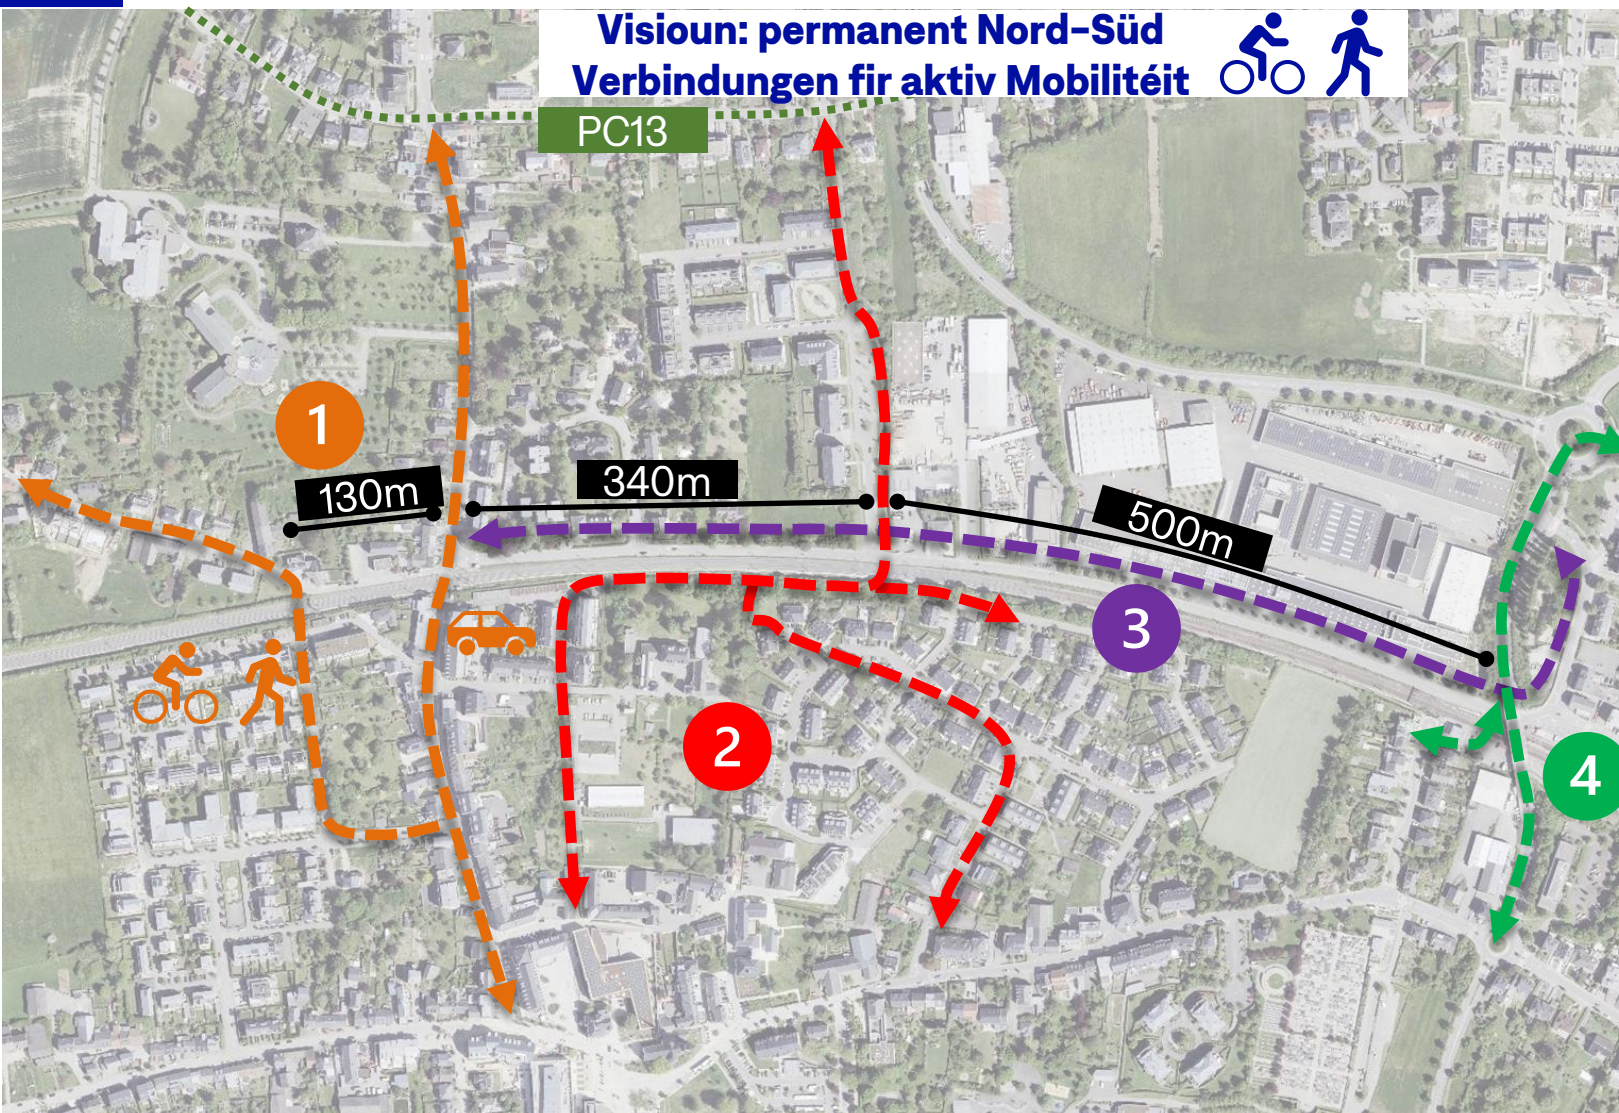 Visioun: permanent Nord-Süd
Verbindungen fir aktiv Mobilitéit
PC13
1
130m
340m
500m
3
2
4